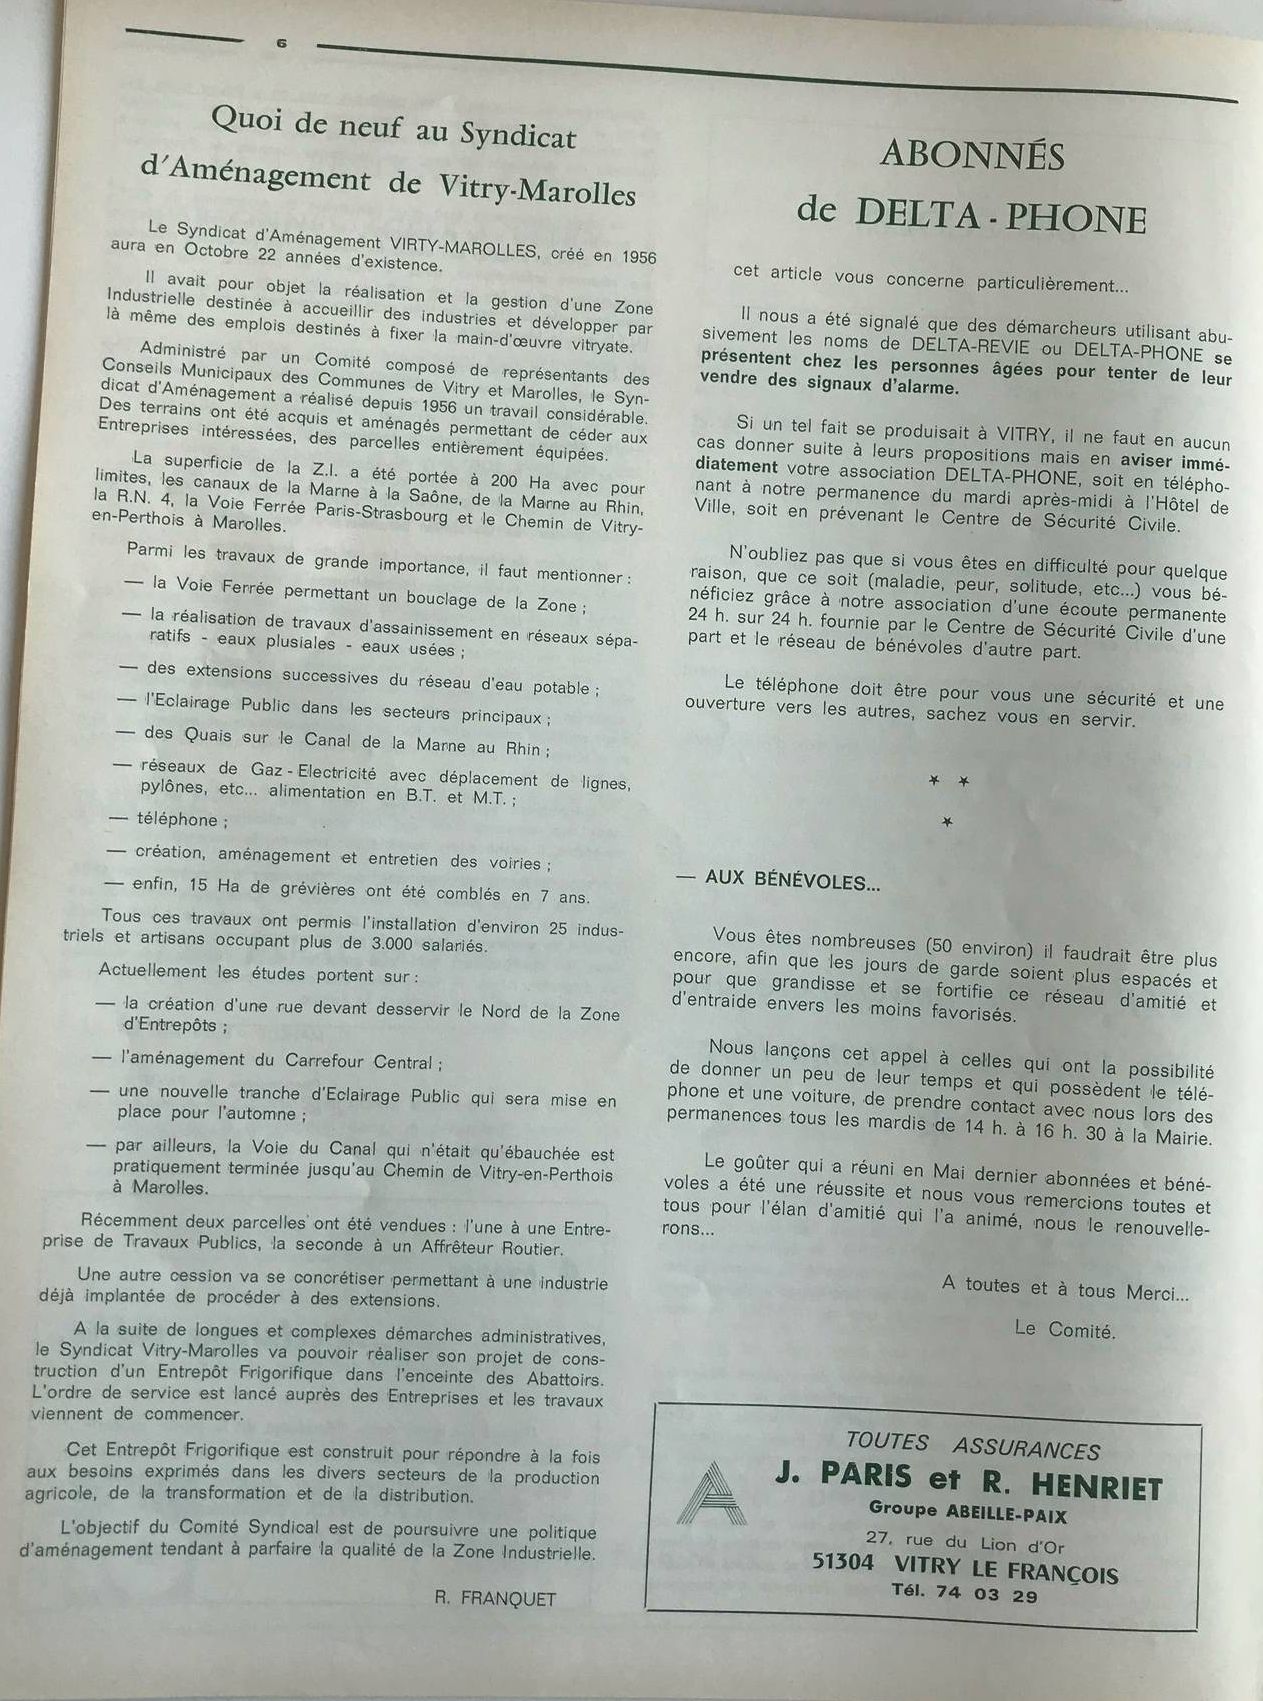 6
Quoi de neuf au Syndicat
d'Aménagement de Vitry-Marolles
Le Syndicat d'Aménagement VIRTY-MAROLLES, créé en 1956
aura en Octobre 22 années d'existence.
Il avait pour objet la réalisation et la gestion d'une Zone
Industrielle destinée à accueillir des industries et développer par
là même des emplois destinés à fixer la main-d'œuvre vitryate.
Administré par un Comité composé de représentants des
Conseils Municipaux des Communes de Vitry et Marolles, le Syn-
dicat d'Aménagement a réalisé depuis 1956 un travail considérable.
Des terrains ont été acquis et aménagés permettant de céder aux
Entreprises intéressées, des parcelles entièrement équipées.
La superficie de la Z.I. a été portée à 200 Ha avec pour
limites, les canaux de la Marne à la Saône, de la Marne au Rhin,
la R.N. 4, la Voie Ferrée Paris-Strasbourg et le Chemin de Vitry-
en-Perthois à Marolles.
Parmi les travaux de grande importance, il faut mentionner :
— la Voie Ferrée permettant un bouclage de la Zone ;
— la réalisation de travaux d'assainissement en réseaux sépa-
ratifs - eaux plusiales - eaux usées ;
— des extensions successives du réseau d'eau potable ;
— l'Eclairage Public dans les secteurs principaux ;
— des Quais sur le Canal de la Marne au Rhin ;
— réseaux de Gaz - Electricité avec déplacement de lignes,
pylônes, etc... alimentation en B.T. et M.T. ;
— téléphone ;
— création, aménagement et entretien des voiries ;
— enfin, 15 Ha de grévières ont été comblés en 7 ans.
Tous ces travaux ont permis l'installation d'environ 25 indus-
triels et artisans occupant plus de 3.000 salariés.
Actuellement les études portent sur :
— la création d'une rue devant desservir le Nord de la Zone
d'Entrepôts ;
— l'aménagement du Carrefour Central ;
— une nouvelle tranche d'Eclairage Public qui sera mise en
place pour l'automne ;
— par ailleurs, la Voie du Canal qui n'était qu'ébauchée est
pratiquement terminée jusqu'au Chemin de Vitry-en-Perthois
à Marolles.
Récemment deux parcelles ont été vendues : l'une à une Entre-
prise de Travaux Publics, la seconde à un Affrêteur Routier.
Une autre cession va se concrétiser permettant à une industrie
déjà implantée de procéder à des extensions.
A la suite de longues et complexes démarches administratives,
le Syndicat Vitry-Marolles va pouvoir réaliser son projet de cons-
truction d'un Entrepôt Frigorifique dans l'enceinte des Abattoirs.
L'ordre de service est lancé auprès des Entreprises et les travaux
viennent de commencer.
Cet Entrepôt Frigorifique est construit pour répondre à la fois
aux besoins exprimés dans les divers secteurs de la production
agricole, de la transformation et de la distribution.
L'objectif du Comité Syndical est de poursuivre une politique
d'aménagement tendant à parfaire la qualité de la Zone Industrielle.
R. FRANQUET
ABONNÉS
de DELTA - PHONE
cet article vous concerne particulièrement...
Il nous a été signalé que des démarcheurs utilisant abu-
sivement les noms de DELTA-REVIE ou DELTA-PHONE se
présentent chez les personnes âgées pour tenter de leur
vendre des signaux d'alarme.
Si un tel fait se produisait à VITRY, il ne faut en aucun
cas donner suite à leurs propositions mais en aviser immé-
diatement votre association DELTA-PHONE, soit en télépho-
nant à notre permanence du mardi après-midi à l'Hôtel de
Ville, soit en prévenant le Centre de Sécurité Civile.
N'oubliez pas que si vous êtes en difficulté pour quelque
raison, que ce soit (maladie, peur, solitude, etc...) vous bé-
néficiez grâce à notre association d'une écoute permanente
24 h. sur 24 h. fournie par le Centre de Sécurité Civile d'une
part et le réseau de bénévoles d'autre part.
Le téléphone doit être pour vous une sécurité et une
ouverture vers les autres, sachez vous en servir.
★ ★
★
— AUX BÉNÉVOLES...
Vous êtes nombreuses (50 environ) il faudrait être plus
encore, afin que les jours de garde soient plus espacés et
pour que grandisse et se fortifie ce réseau d'amitié et
d'entraide envers les moins favorisés.
Nous lançons cet appel à celles qui ont la possibilité
de donner un peu de leur temps et qui possèdent le télé-
phone et une voiture, de prendre contact avec nous lors des
permanences tous les mardis de 14 h. à 16 h. 30 à la Mairie.
Le goûter qui a réuni en Mai dernier abonnées et béné-
voles a été une réussite et nous vous remercions toutes et
tous pour l'élan d'amitié qui l'a animé, nous le renouvelle-
rons...
A toutes et à tous Merci...
Le Comité.
TOUTES ASSURANCES
J. PARIS et R. HENRIET
Groupe ABEILLE-PAIX
27, rue du Lion d'Or
51304 VITRY LE FRANÇOIS
Tél. 74 03 29